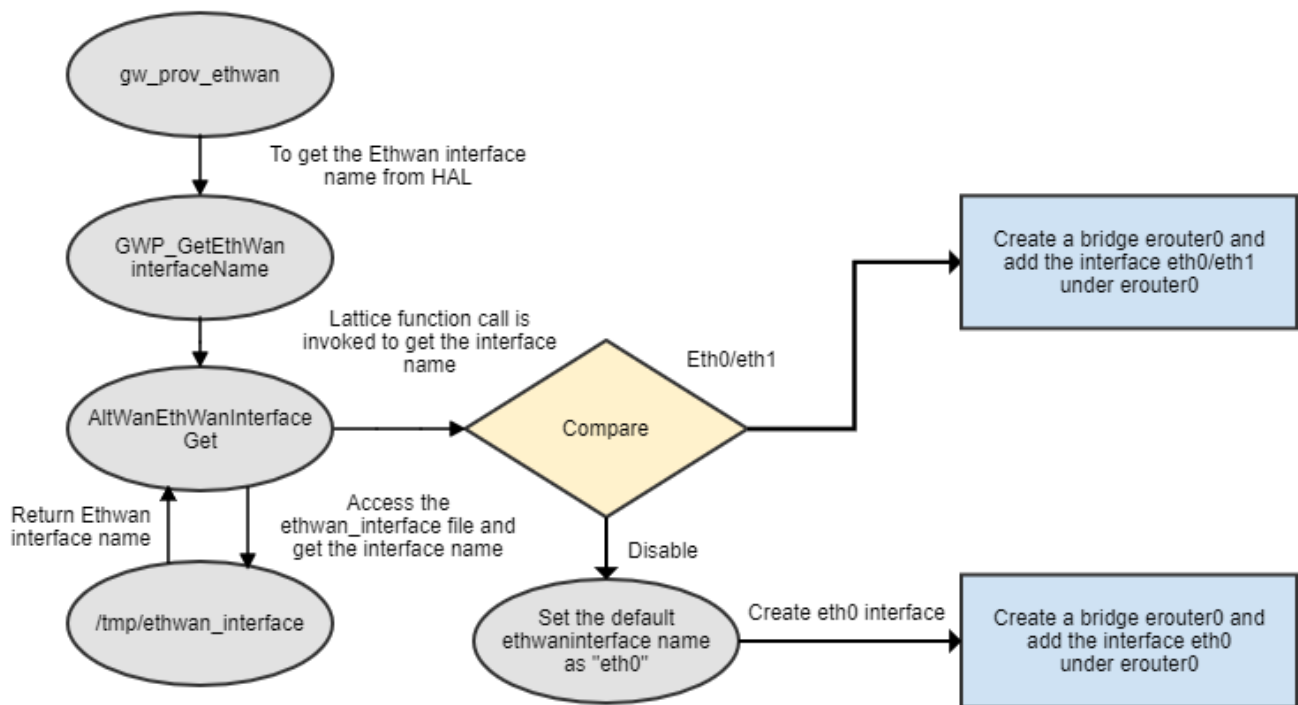 gw_prov_ethwan
To get the Ethwan interface
name from HAL
GWP_GetEthWan
interfaceName
Create a bridge erouter0 and
add the interface eth0/eth1
under erouter0
Lattice function call is
invoked to get the interface
name
Eth0/eth1
AltWanEthWanInterface
Get
Compare
Return Ethwan
interface name
Access the
ethwan_interface file and
get the interface name
Disable
/tmp/ethwan_interface
Set the default
ethwaninterface name
as "eth0"
Create eth0 interface
Create a bridge erouter0 and
add the interface eth0
under erouter0